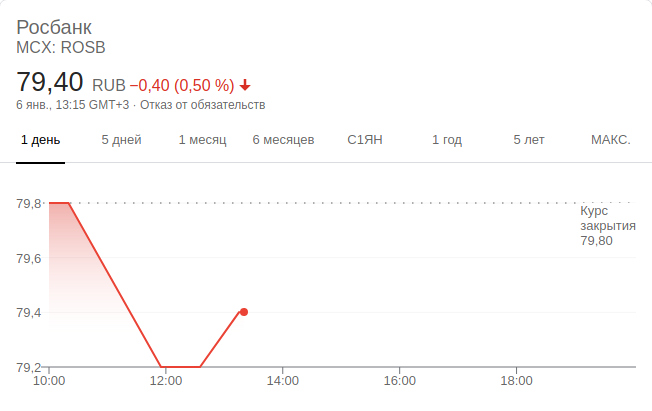 Росбанк
MCX: ROSB
79,40 RUB −0,40 (0,50 %)
6 янв., 13:15 GMT+3 · Отказ от обязательств
1 день 5 дней 1 месяц 6 месяцев С1ЯН 1 год 5 лет МАКС.
79,8
Курс
закрытия
79,80
79,6
79,4
79,2
10:00 12:00 14:00 16:00 18:00